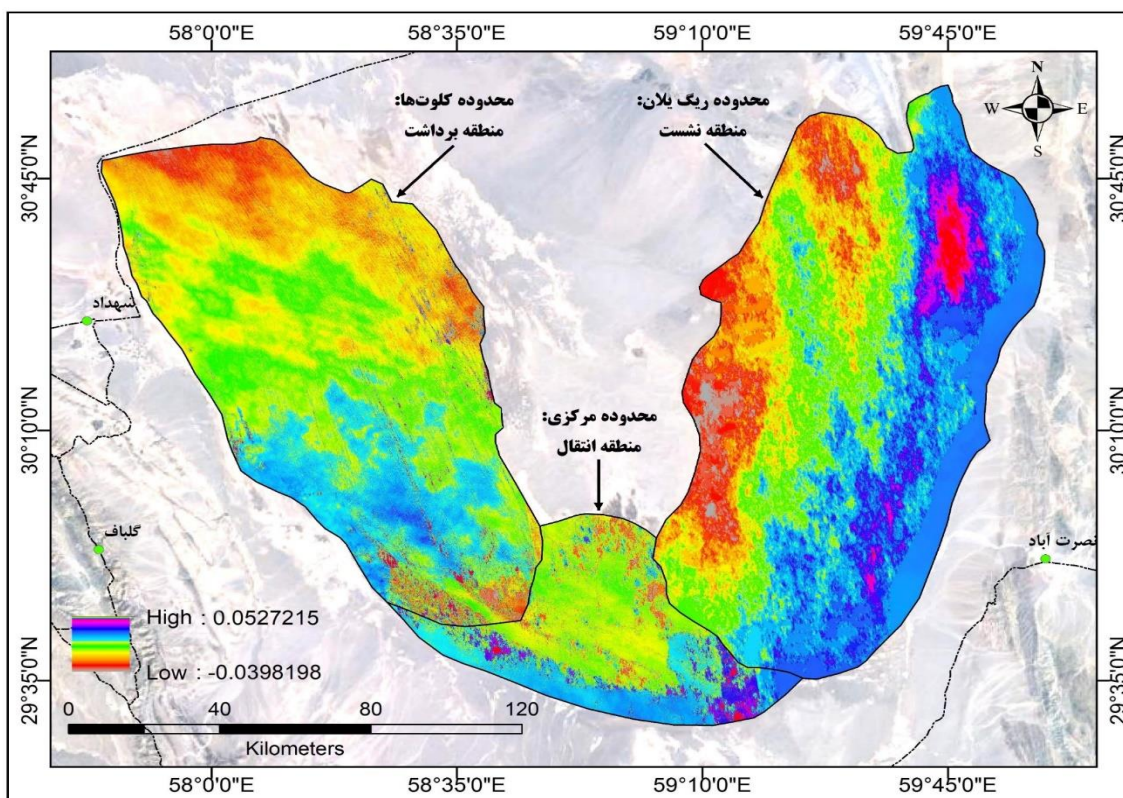 58°0'0"E 58°35'0"E 59°10'0"E 59°45'0"E
محدوده کلوت‌ها:
منطقه برداشت
محدوده ریگ یلان:
منطقه نشست
N
W E
S
30°45'0"N 30°45'0"N
شهداد
30°10'0"N 30°10'0"N
محدوده مرکزی:
منطقه انتقال
گلباف
نصرت آباد
High : 0.0527215
Low : -0.0398198
29°35'0"N 29°35'0"N
0 40 80 120
Kilometers
58°0'0"E 58°35'0"E 59°10'0"E 59°45'0"E